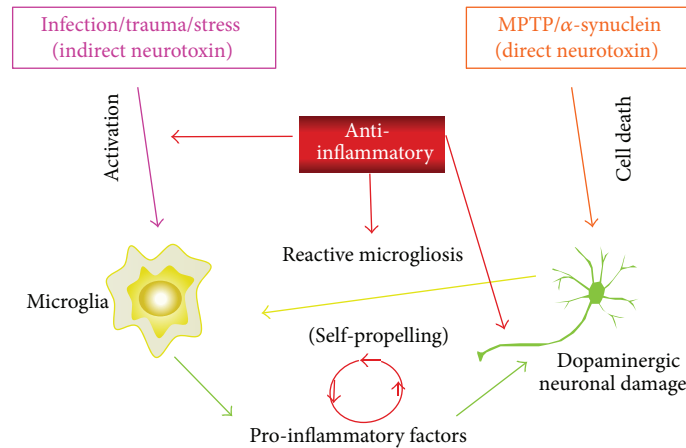 Infection/trauma/stress
(indirect neurotoxin)
MPTP/α-synuclein
(direct neurotoxin)
Activation
Anti-
inflammatory
Cell death
Reactive microgliosis
Microglia
(Self-propelling)
Dopaminergic
neuronal damage
Pro-inflammatory factors